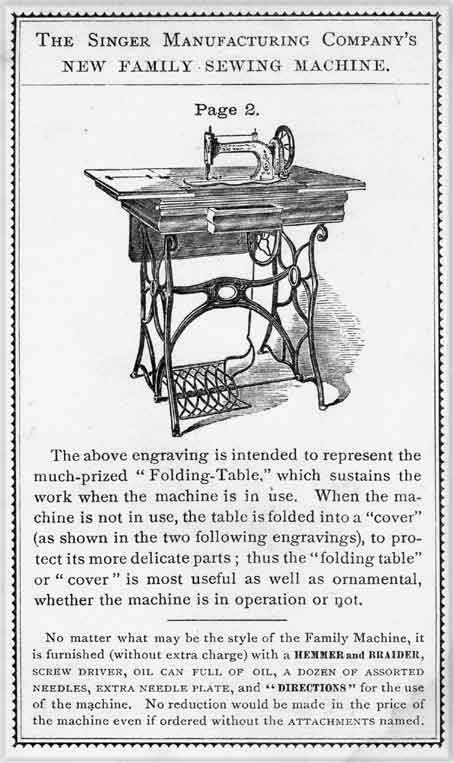 THE SINGER MANUFACTURING COMPANY'S
NEW FAMILY SEWING MACHINE.
Page 2.
The above engraving is intended to represent the
much-prized “Folding-Table,” which sustains the
work when the machine is in use. When the ma-
chine is not in use, the table is folded into a “cover”
(as shown in the two following engravings), to pro-
tect its more delicate parts; thus the “folding table”
or “cover” is most useful as well as ornamental,
whether the machine is in operation or not.
No matter what may be the style of the Family Machine, it
is furnished (without extra charge) with a HEMMER and BRAIDER,
SCREW DRIVER, OIL CAN FULL OF OIL, A DOZEN OF ASSORTED
NEEDLES, EXTRA NEEDLE PLATE, and “DIRECTIONS” for the use
of the machine. No reduction would be made in the price of
the machine even if ordered without the ATTACHMENTS named.